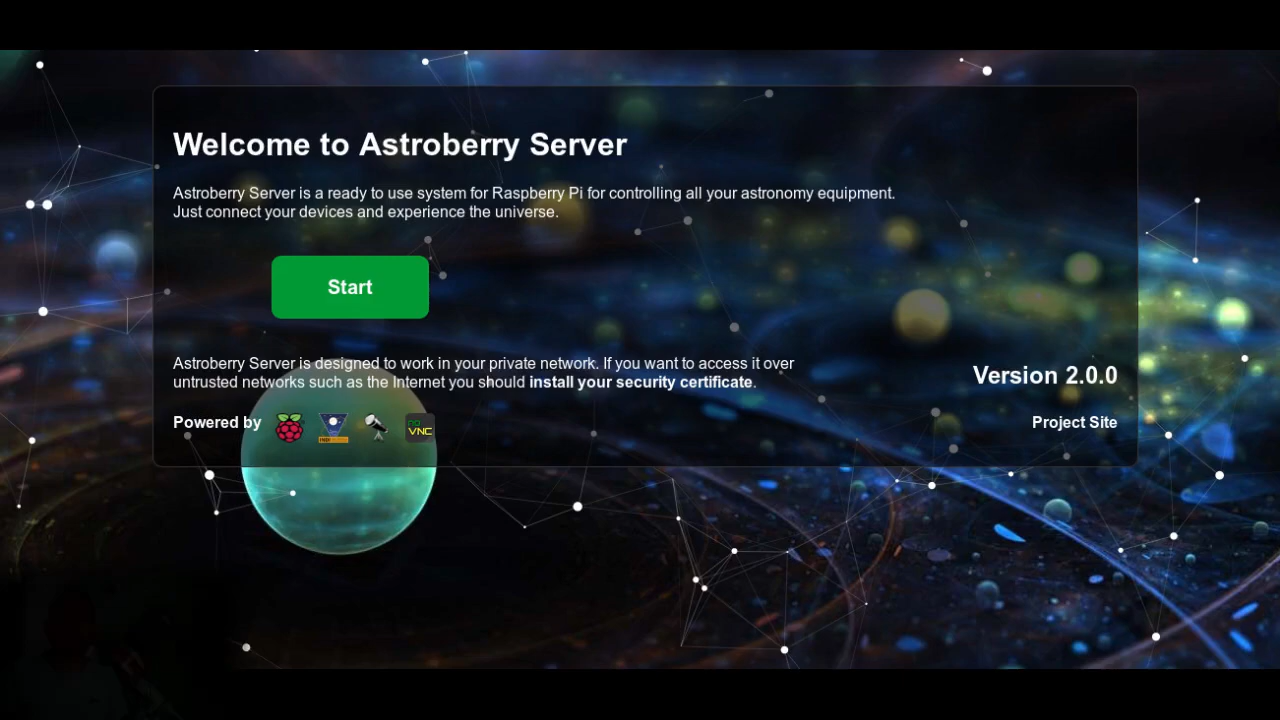 Welcome to Astroberry Server
Astroberry Server is a ready to use system for Raspberry Pi for controlling all your astronomy equipment.
Just connect your devices and experience the universe.
Start
Astroberry Server is designed to work in your private network. If you want to access it over
untrusted networks such as the Internet you should install your security certificate.
Version 2.0.0
Powered by
no
VNC
Project Site